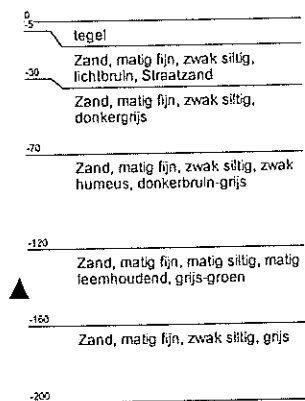 0
-5
tegel
Zand, matig fijn, zwak siltig,
lichtbruin, Straatzand
-30
Zand, matig fijn, zwak siltig,
donkergrijs
-70
Zand, matig fijn, zwak siltig, zwak
humeus, donkerbruin-grijs
-120
Zand, matig fijn, matig siltig, matig
leemhoudend, grijs-groen
-160
Zand, matig fijn, zwak siltig, grijs
-200